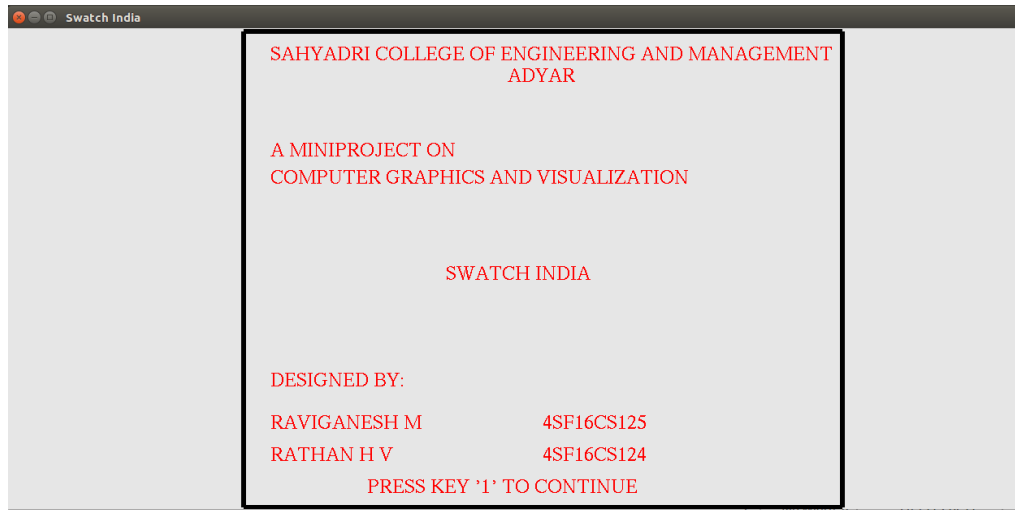 Swatch India
SAHYADRI COLLEGE OF ENGINEERING AND MANAGEMENT
ADYAR
A MINIPROJECT ON
COMPUTER GRAPHICS AND VISUALIZATION
SWATCH INDIA
DESIGNED BY:
RAVIGANESH M 4SF16CS125
RATHAN H V 4SF16CS124
PRESS KEY '1' TO CONTINUE